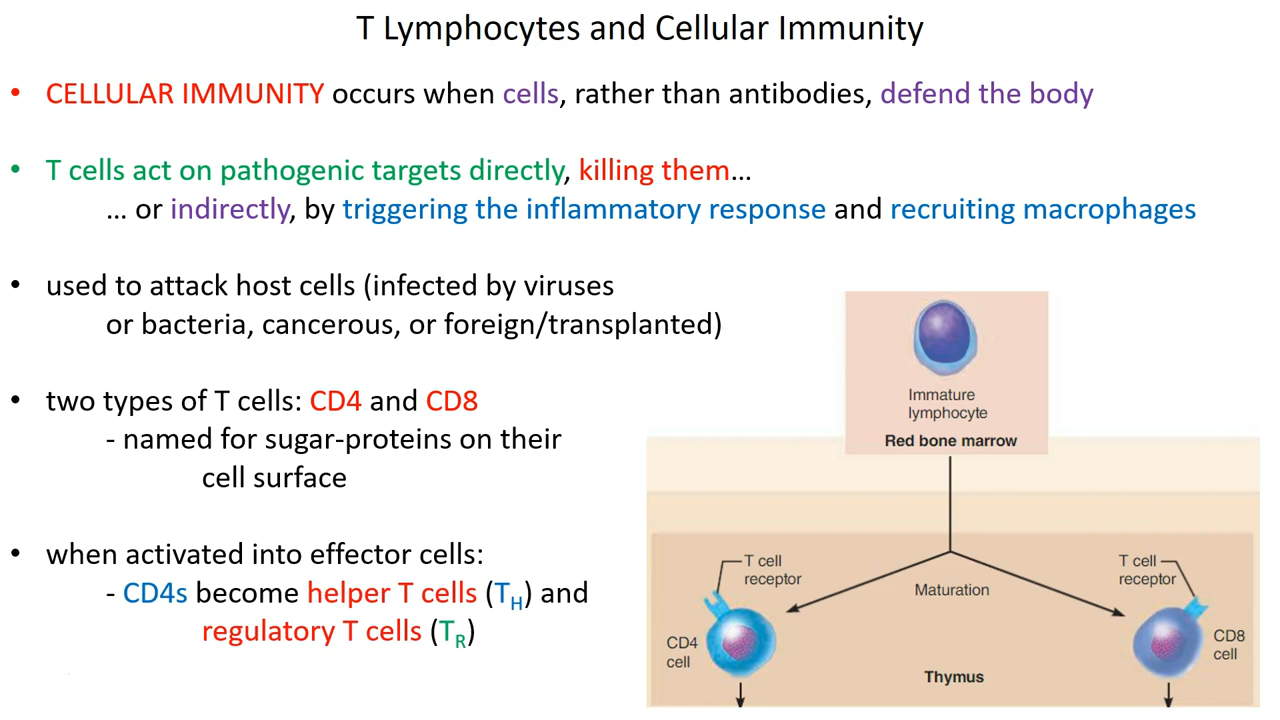 T Lymphocytes and Cellular Immunity
• CELLULAR IMMUNITY occurs when cells, rather than antibodies, defend the body
• T cells act on pathogenic targets directly, killing them…
… or indirectly, by triggering the inflammatory response and recruiting macrophages
• used to attack host cells (infected by viruses
or bacteria, cancerous, or foreign/transplanted)
• two types of T cells: CD4 and CD8
- named for sugar-proteins on their
cell surface
• when activated into effector cells:
- CD4s become helper T cells (TH) and
regulatory T cells (TR)
Immature
lymphocyte
Red bone marrow
T cell
receptor
Maturation
T cell
receptor
CD4
cell
CD8
cell
Thymus